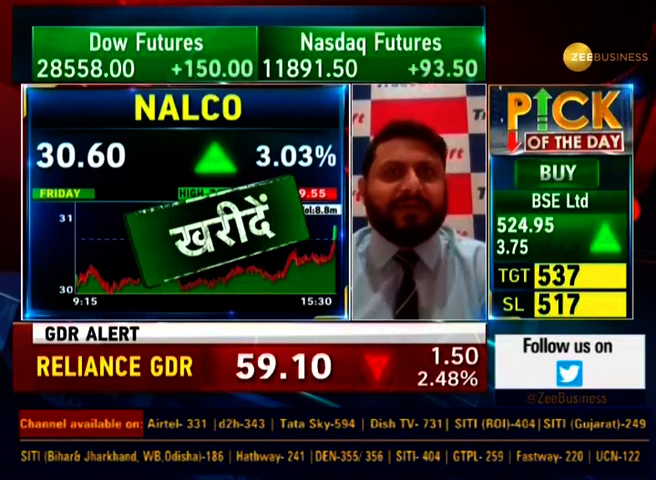 Dow Futures
28558.00 +150.00
Nasdaq Futures
11891.50 +93.50
ZEEBUSINESS
NALCO
30.60 3.03%
FRIDAY
31
30
9:15 15:30
खरीदें
PICK
OF THE DAY
BUY
BSE Ltd
524.95
3.75
TGT 537
SL 517
GDR ALERT
RELIANCE GDR 59.10 1.50
2.48%
Follow us on
@ZeeBusiness
Channel available on: Airtel- 331 |d2h-343 | Tata Sky-594 | Dish TV- 731| SITI (ROI)-404| SITI (Gujarat)-249
SITI (Bihar& Jharkhand, WB,Odisha)-186 | Hathway- 241 |DEN-355/ 356 | SITI- 404 | GTPL- 259 | Fastway- 220 | UCN-122